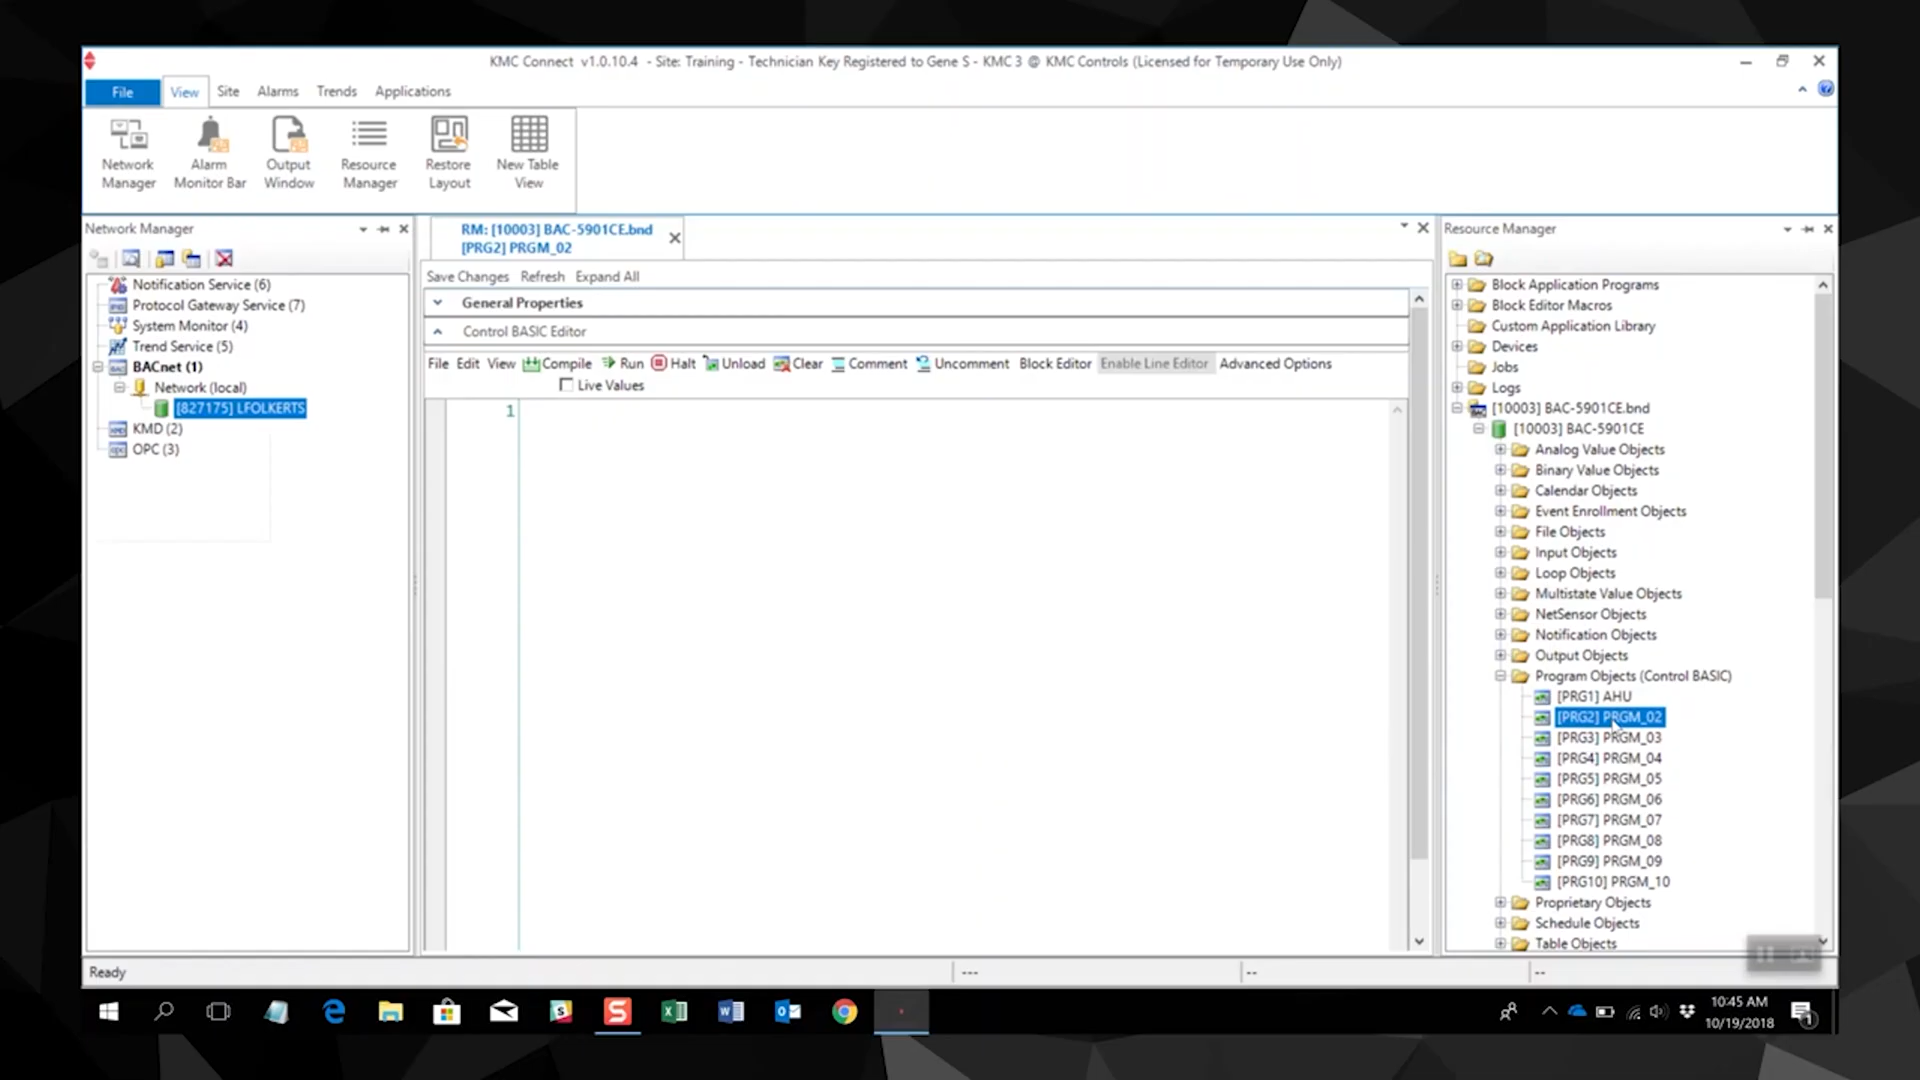 KMC Connect v1.0.10.4 - Site: Training - Technician Key Registered to Gene S - KMC 3 @ KMC Controls (Licensed for Temporary Use Only)
File View Site Alarms Trends Applications
Network Manager
Alarm Monitor Bar
Output Window
Resource Manager
Restore Layout
New Table View
Network Manager
Notification Service (6)
Protocol Gateway Service (7)
System Monitor (4)
Trend Service (5)
BACnet (1)
Network (local)
[827175] LFOLKERTS
KMD (2)
OPC (3)
RM: [10003] BAC-5901CE.bnd
[PRG2] PRGM_02
Save Changes Refresh Expand All
General Properties
Control BASIC Editor
File Edit View Compile Run Halt Unload Clear Comment Uncomment Block Editor Enable Line Editor Advanced Options
Live Values
1
Resource Manager
Block Application Programs
Block Editor Macros
Custom Application Library
Devices
Jobs
Logs
[10003] BAC-5901CE.bnd
[10003] BAC-5901CE
Analog Value Objects
Binary Value Objects
Calendar Objects
Event Enrollment Objects
File Objects
Input Objects
Loop Objects
Multistate Value Objects
NetSensor Objects
Notification Objects
Output Objects
Program Objects (Control BASIC)
[PRG1] AHU
[PRG2] PRGM_02
[PRG3] PRGM_03
[PRG4] PRGM_04
[PRG5] PRGM_05
[PRG6] PRGM_06
[PRG7] PRGM_07
[PRG8] PRGM_08
[PRG9] PRGM_09
[PRG10] PRGM_10
Proprietary Objects
Schedule Objects
Table Objects
Ready --- -- --
10:45 AM
10/19/2018
1